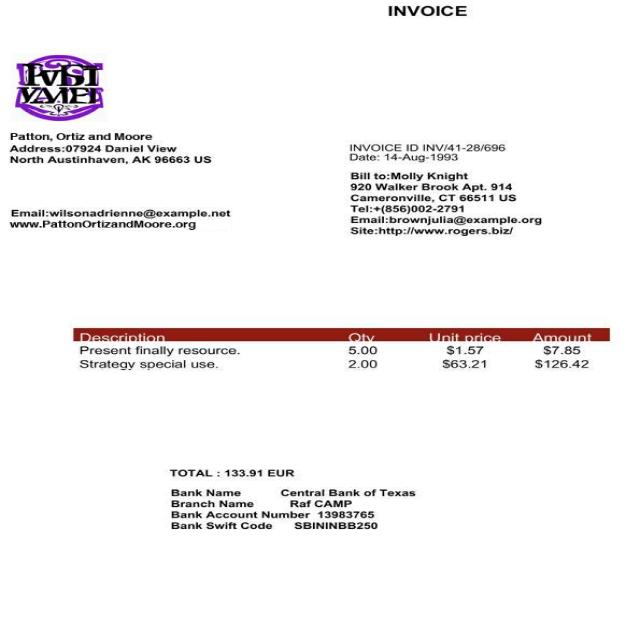 INVOICE
Patton, Ortiz and Moore
Address:07924 Daniel View
North Austinhaven, AK 96663 US
Email:wilsonadrienne@example.net
www.PattonOrtizandMoore.org
INVOICE ID INV/41-28/696
Date: 14-Aug-1993
Bill to:Molly Knight
920 Walker Brook Apt. 914
Cameronville, CT 66511 US
Tel:+(856)002-2791
Email:brownjulia@example.org
Site:http://www.rogers.biz/
Description Qty Unit price Amount
Present finally resource. 5.00 $1.57 $7.85
Strategy special use. 2.00 $63.21 $126.42
TOTAL : 133.91 EUR
Bank Name Central Bank of Texas
Branch Name Raf CAMP
Bank Account Number 13983765
Bank Swift Code SBININBB250